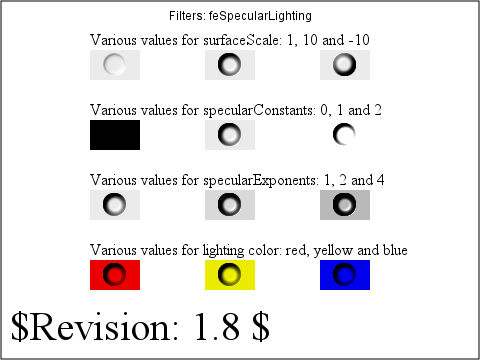 Filters: feSpecularLighting
Various values for surfaceScale: 1, 10 and -10
Various values for specularConstants: 0, 1 and 2
Various values for specularExponents: 1, 2 and 4
Various values for lighting color: red, yellow and blue
$Revision: 1.8 $